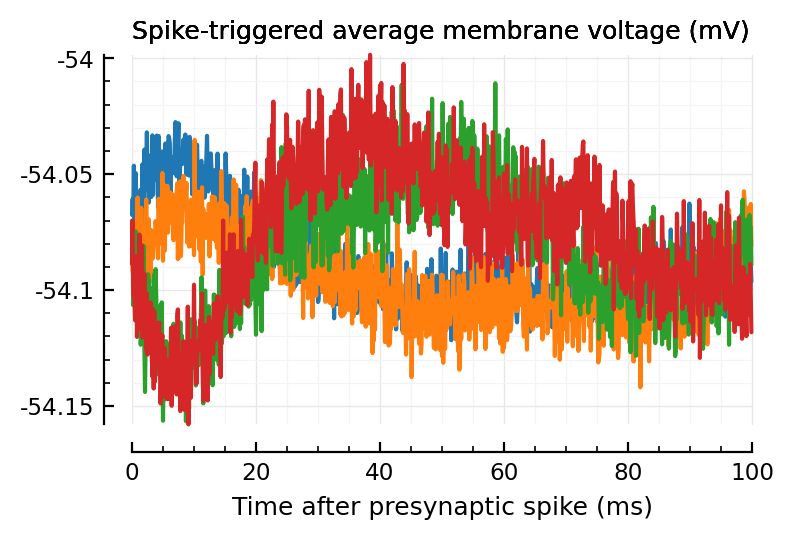 Spike-triggered average membrane voltage (mV)
-54
-54.05
-54.1
-54.15
0 20 40 60 80 100
Time after presynaptic spike (ms)